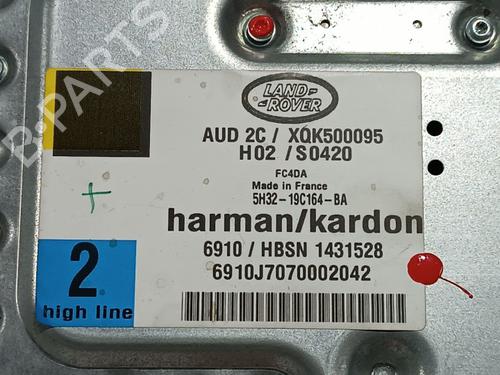 LAND-
ROVER
AUD 2C / XQK500095
H02 / S0420
FC4DA
Made in France
5H32-19C164-BA
harman/kardon
6910 / HBSN 1431528
6910J7070002042
2
high line
B-PARTS